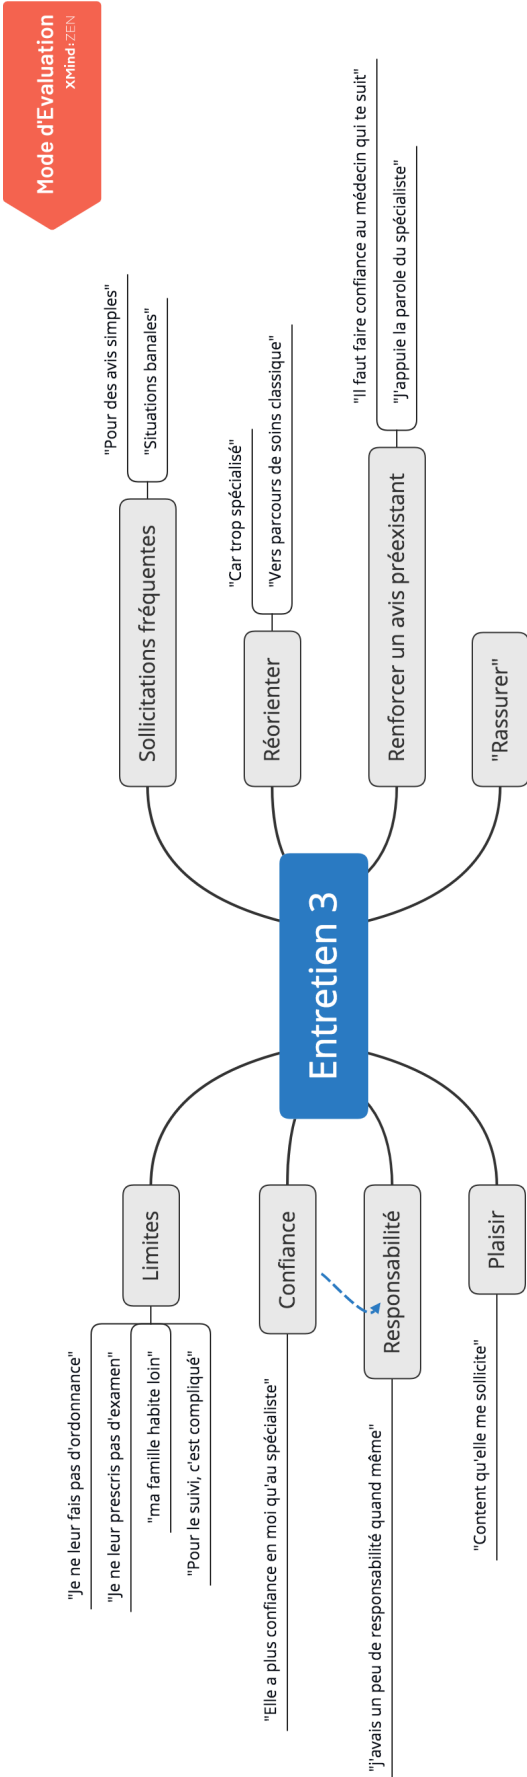 Mode d'Evaluation
XMind:ZEN
Entretien 3
Sollicitations fréquentes
"Pour des avis simples"
"Situations banales"
Réorienter
"Car trop spécialisé"
"Vers parcours de soins classique"
Renforcer un avis préexistant
"Il faut faire confiance au médecin qui te suit"
"J'appuie la parole du spécialiste"
"Rassurer"
Limites
"Je ne leur fais pas d'ordonnance"
"Je ne leur prescris pas d'examen"
"ma famille habite loin"
"Pour le suivi, c'est compliqué"
Confiance
"Elle a plus confiance en moi qu'au spécialiste"
Responsabilité
"j'avais un peu de responsabilité quand même"
Plaisir
"Content qu'elle me sollicite"